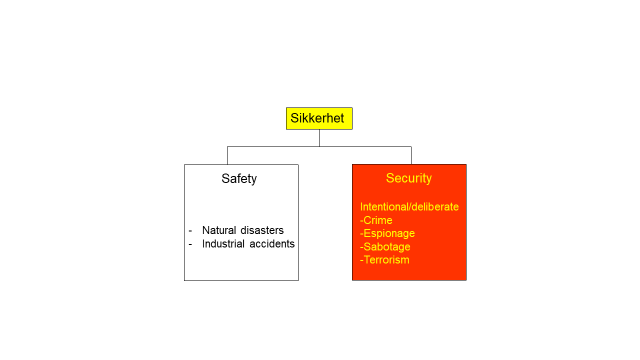 Sikkerhet
Safety
- Natural disasters
- Industrial accidents
Security
Intentional/deliberate
-Crime
-Espionage
-Sabotage
-Terrorism